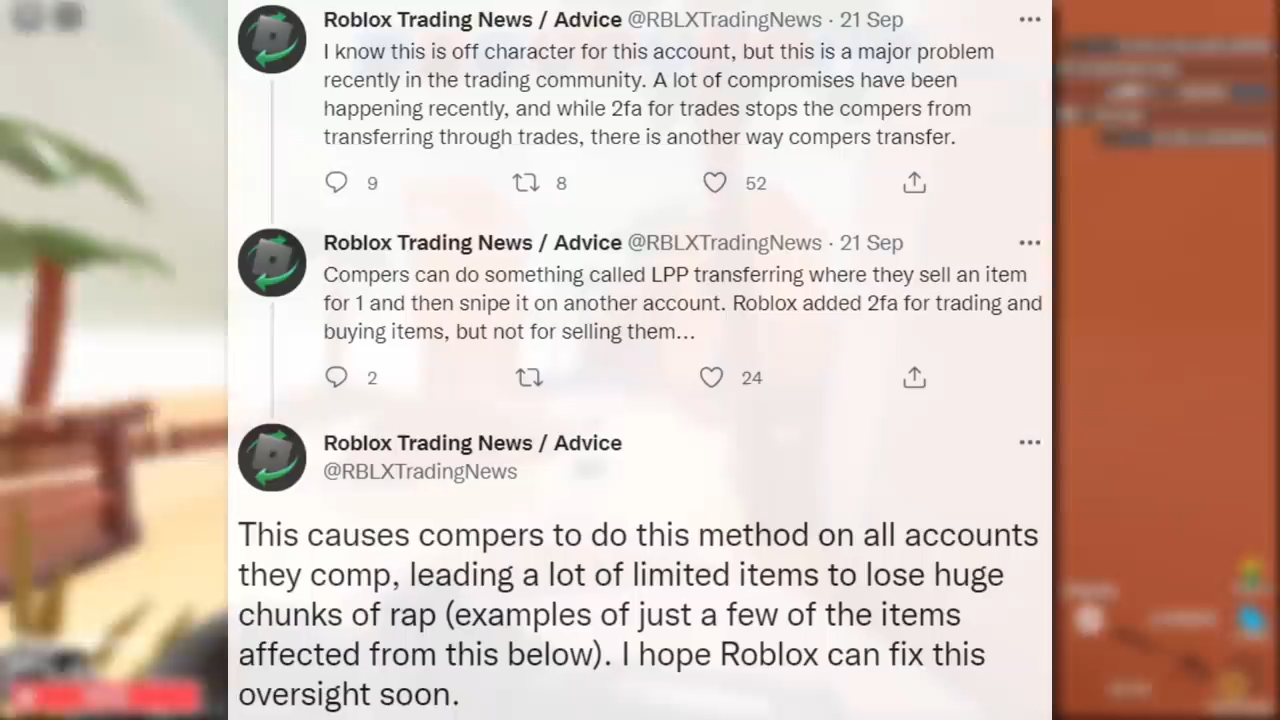 Roblox Trading News / Advice @RBLXTradingNews · 21 Sep
I know this is off character for this account, but this is a major problem
recently in the trading community. A lot of compromises have been
happening recently, and while 2fa for trades stops the compers from
transferring through trades, there is another way compers transfer.
9 8 52
Roblox Trading News / Advice @RBLXTradingNews · 21 Sep
Compers can do something called LPP transferring where they sell an item
for 1 and then snipe it on another account. Roblox added 2fa for trading and
buying items, but not for selling them...
2 24
Roblox Trading News / Advice
@RBLXTradingNews
This causes compers to do this method on all accounts
they comp, leading a lot of limited items to lose huge
chunks of rap (examples of just a few of the items
affected from this below). I hope Roblox can fix this
oversight soon.